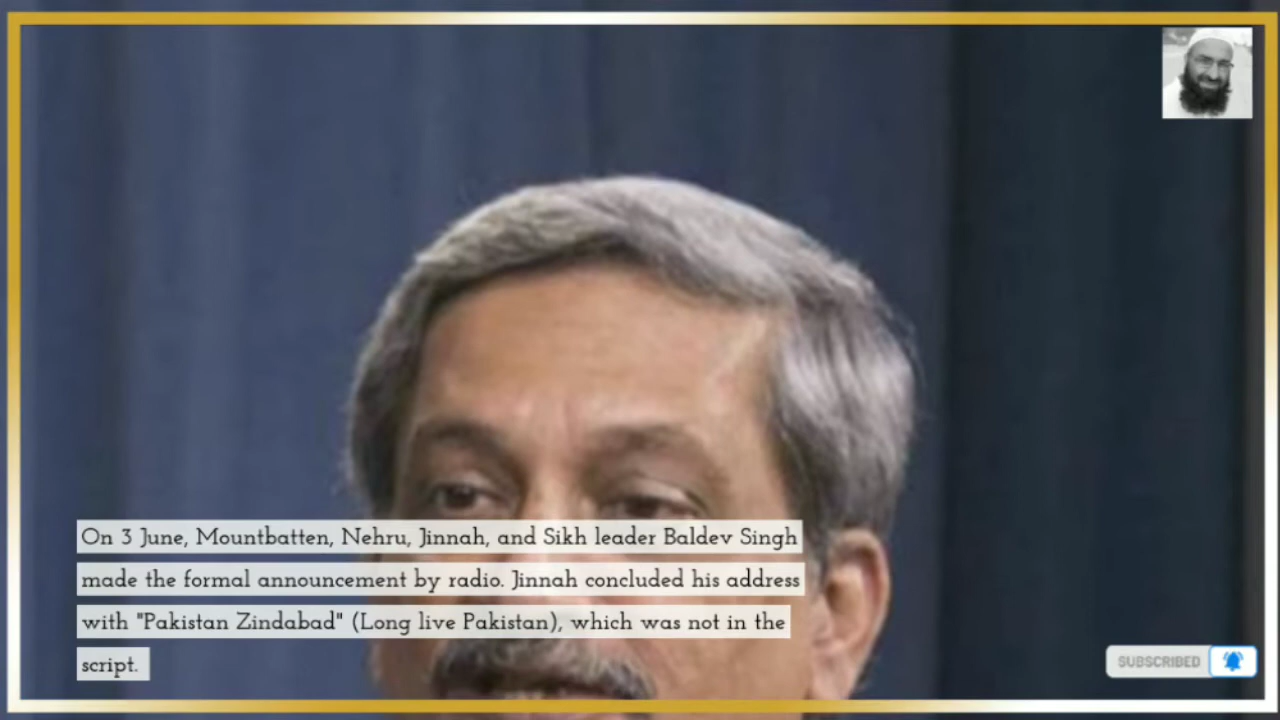 On 3 June, Mountbatten, Nehru, Jinnah, and Sikh leader Baldev Singh
made the formal announcement by radio. Jinnah concluded his address
with "Pakistan Zindabad" (Long live Pakistan), which was not in the
script.
SUBSCRIBED